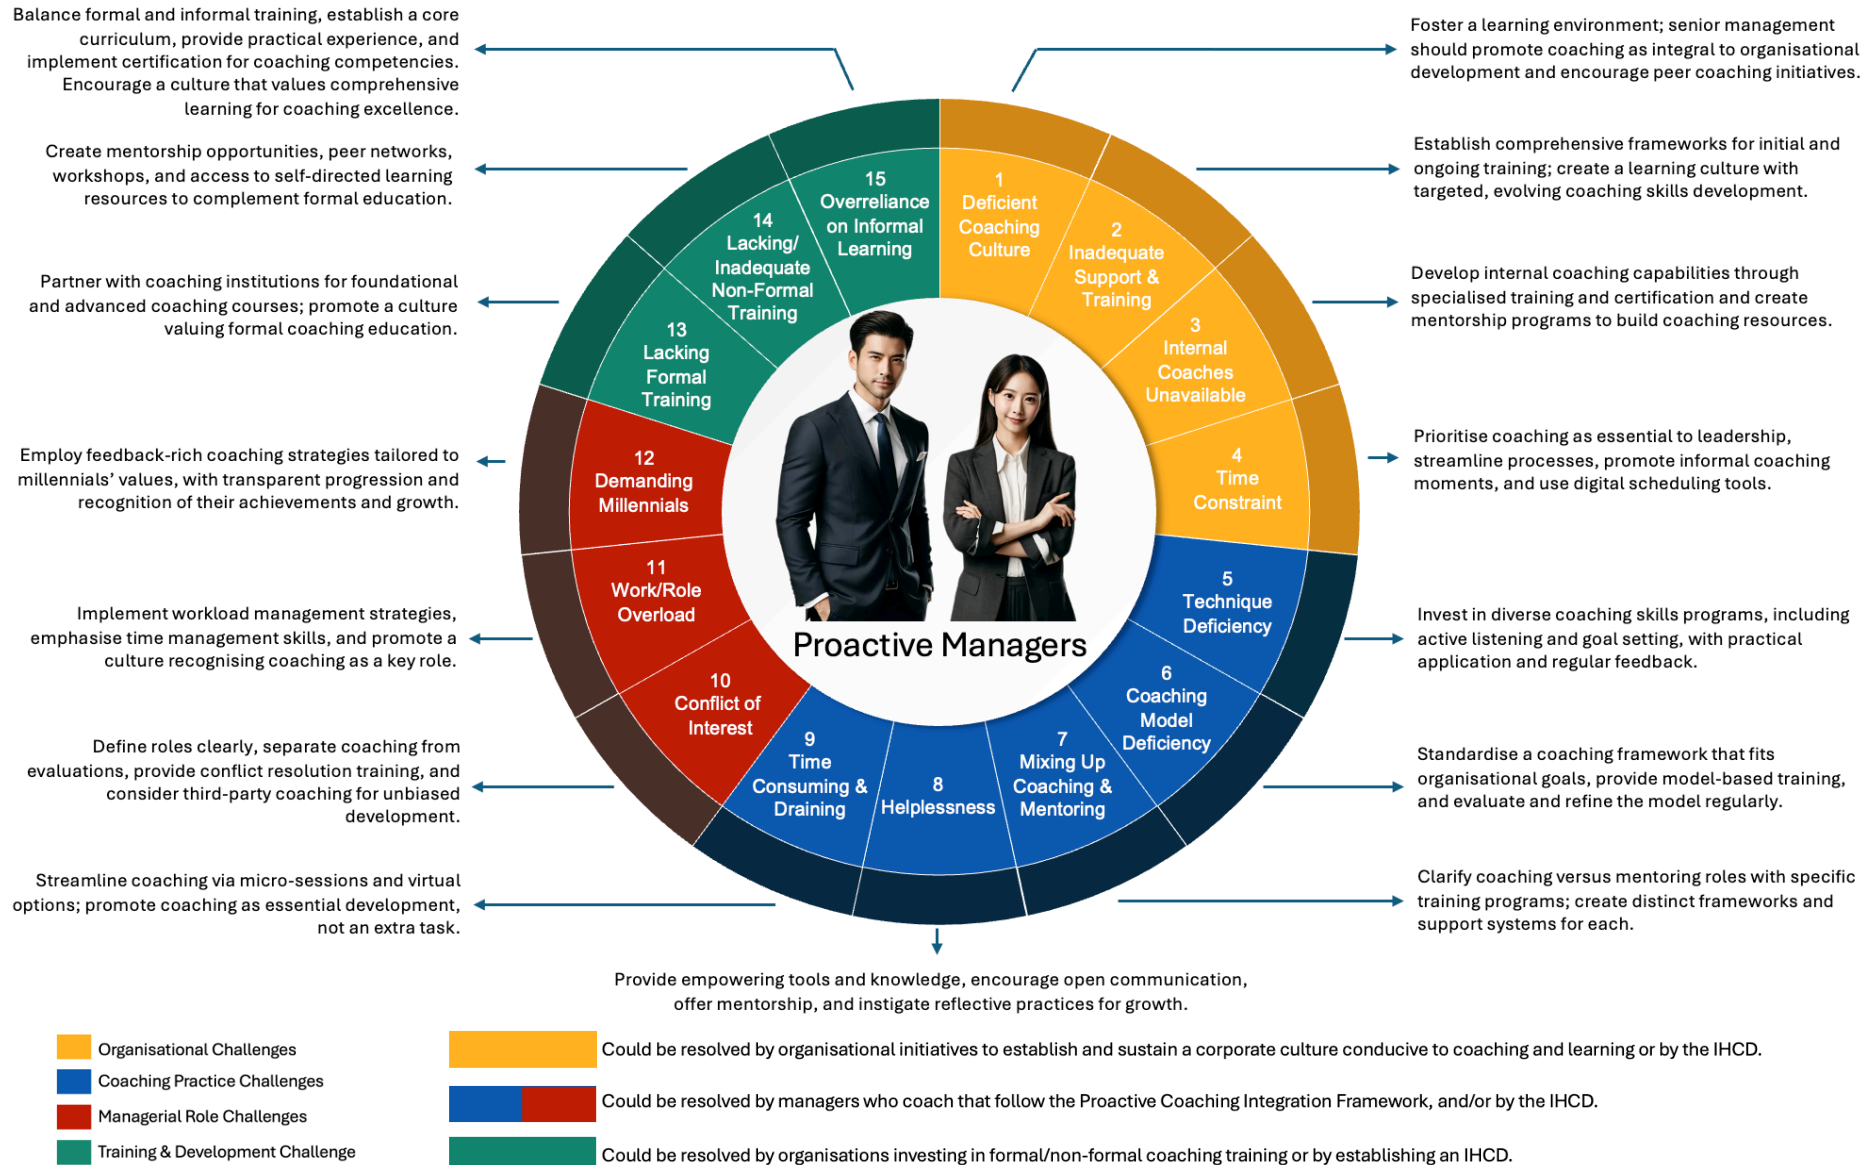 Balance formal and informal training, establish a core
curriculum, provide practical experience, and
implement certification for coaching competencies.
Encourage a culture that values comprehensive
learning for coaching excellence.
Create mentorship opportunities, peer networks,
workshops, and access to self-directed learning
resources to complement formal education.
Partner with coaching institutions for foundational
and advanced coaching courses; promote a culture
valuing formal coaching education.
Employ feedback-rich coaching strategies tailored to
millennials’ values, with transparent progression and
recognition of their achievements and growth.
Implement workload management strategies,
emphasise time management skills, and promote a
culture recognising coaching as a key role.
Define roles clearly, separate coaching from
evaluations, provide conflict resolution training, and
consider third-party coaching for unbiased
development.
Streamline coaching via micro-sessions and virtual
options; promote coaching as essential development,
not an extra task.
1
Deficient
Coaching
Culture
2
Inadequate
Support &
Training
3
Internal
Coaches
Unavailable
4
Time
Constraint
5
Technique
Deficiency
6
Coaching
Model
Deficiency
7
Mixing Up
Coaching &
Mentoring
8
Helplessness
9
Time
Consuming &
Draining
10
Conflict of
Interest
11
Work/Role
Overload
12
Demanding
Millennials
13
Lacking
Formal
Training
14
Lacking/
Inadequate
Non-Formal
Training
15
Overreliance
on Informal
Learning
Proactive Managers
Foster a learning environment; senior management
should promote coaching as integral to organisational
development and encourage peer coaching initiatives.
Establish comprehensive frameworks for initial and
ongoing training; create a learning culture with
targeted, evolving coaching skills development.
Develop internal coaching capabilities through
specialised training and certification and create
mentorship programs to build coaching resources.
Prioritise coaching as essential to leadership,
streamline processes, promote informal coaching
moments, and use digital scheduling tools.
Invest in diverse coaching skills programs, including
active listening and goal setting, with practical
application and regular feedback.
Standardise a coaching framework that fits
organisational goals, provide model-based training,
and evaluate and refine the model regularly.
Clarify coaching versus mentoring roles with specific
training programs; create distinct frameworks and
support systems for each.
Provide empowering tools and knowledge, encourage open communication,
offer mentorship, and instigate reflective practices for growth.
Organisational Challenges
Coaching Practice Challenges
Managerial Role Challenges
Training & Development Challenge
Could be resolved by organisational initiatives to establish and sustain a corporate culture conducive to coaching and learning or by the IHCD.
Could be resolved by managers who coach that follow the Proactive Coaching Integration Framework, and/or by the IHCD.
Could be resolved by organisations investing in formal/non-formal coaching training or by establishing an IHCD.